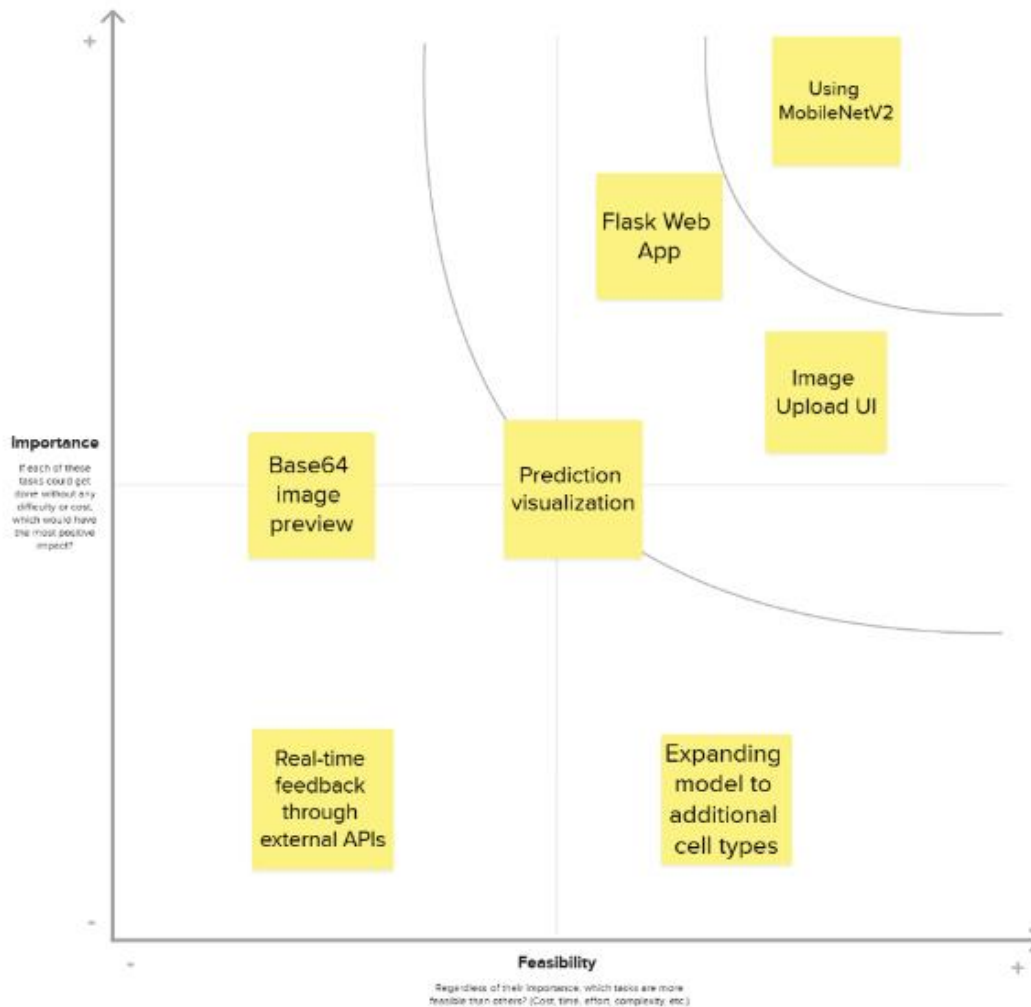 +
Using
MobileNetV2
Flask Web
App
Image
Upload UI
Importance
If each of these
tasks could get
done without any
difficulty or cost,
which would have
the most positive
impact?
Base64
image
preview
Prediction
visualization
Real-time
feedback
through
external APIs
Expanding
model to
additional
cell types
-
-
Feasibility
+
Regardless of their importance, which tasks are more
feasible than others? (Cost, time, effort, complexity, etc.)